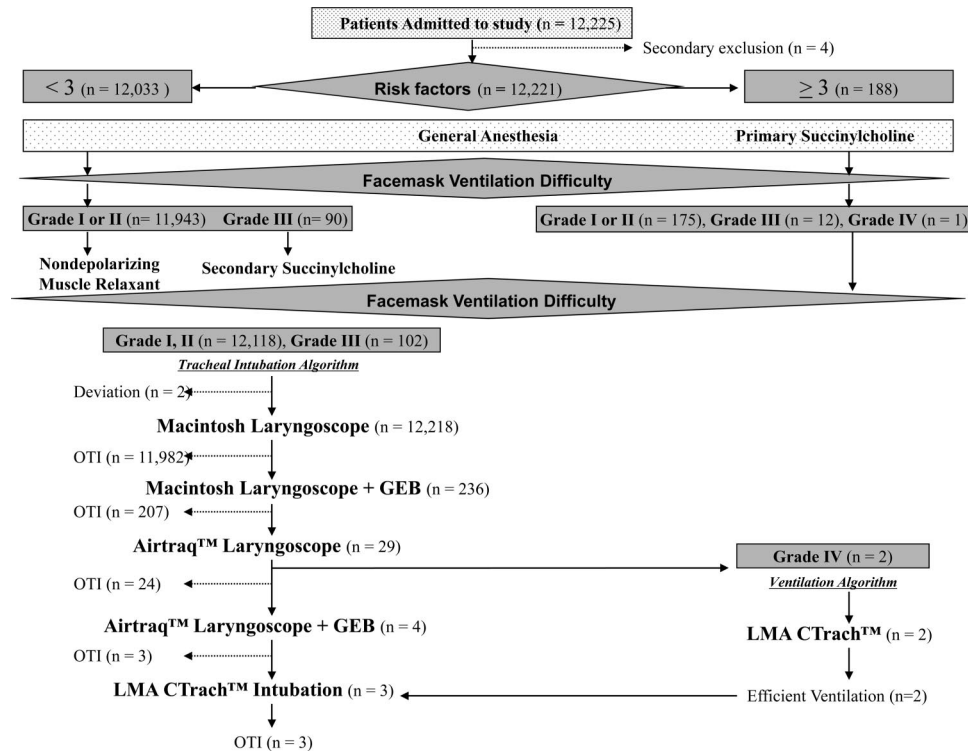 Patients Admitted to study (n = 12,225)
Secondary exclusion (n = 4)
< 3 (n = 12,033 )
Risk factors (n = 12,221)
≥ 3 (n = 188)
General Anesthesia
Primary Succinylcholine
Facemask Ventilation Difficulty
Grade I or II (n= 11,943) Grade III (n= 90)
Grade I or II (n = 175), Grade III (n = 12), Grade IV (n = 1)
Nondepolarizing
Muscle Relaxant
Secondary Succinylcholine
Facemask Ventilation Difficulty
Grade I, II (n = 12,118), Grade III (n = 102)
Tracheal Intubation Algorithm
Deviation (n = 2)
Macintosh Laryngoscope (n = 12,218)
OTI (n = 11,982)
Macintosh Laryngoscope + GEB (n = 236)
OTI (n = 207)
Airtraq™ Laryngoscope (n = 29)
Grade IV (n = 2)
OTI (n = 24)
Ventilation Algorithm
Airtraq™ Laryngoscope + GEB (n = 4)
LMA CTrach™ (n = 2)
OTI (n = 3)
LMA CTrach™ Intubation (n = 3)
Efficient Ventilation (n=2)
OTI (n = 3)